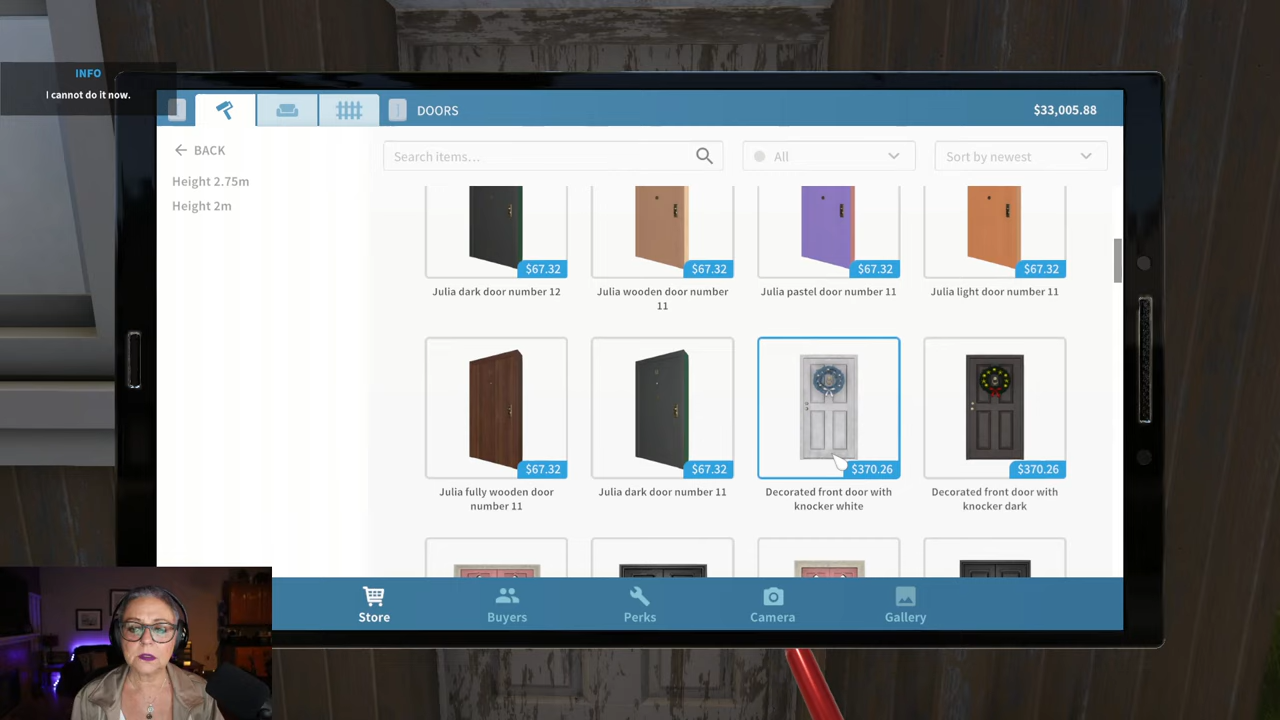 INFO
I cannot do it now.
DOORS
$33,005.88
BACK
Search items...
All
Sort by newest
Height 2.75m
Height 2m
$67.32
$67.32
$67.32
$67.32
Julia dark door number 12
Julia wooden door number
11
Julia pastel door number 11
Julia light door number 11
$67.32
$67.32
$370.26
$370.26
Julia fully wooden door
number 11
Julia dark door number 11
Decorated front door with
knocker white
Decorated front door with
knocker dark
Store
Buyers
Perks
Camera
Gallery